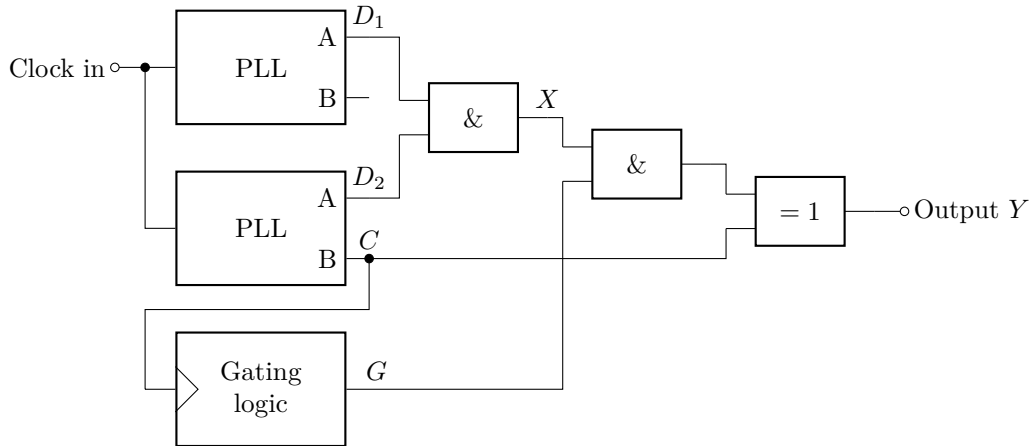 D₁
A
Clock in
PLL
B
&
X
&
D₂
A
= 1
Output Y
PLL
C
B
Gating
logic
G